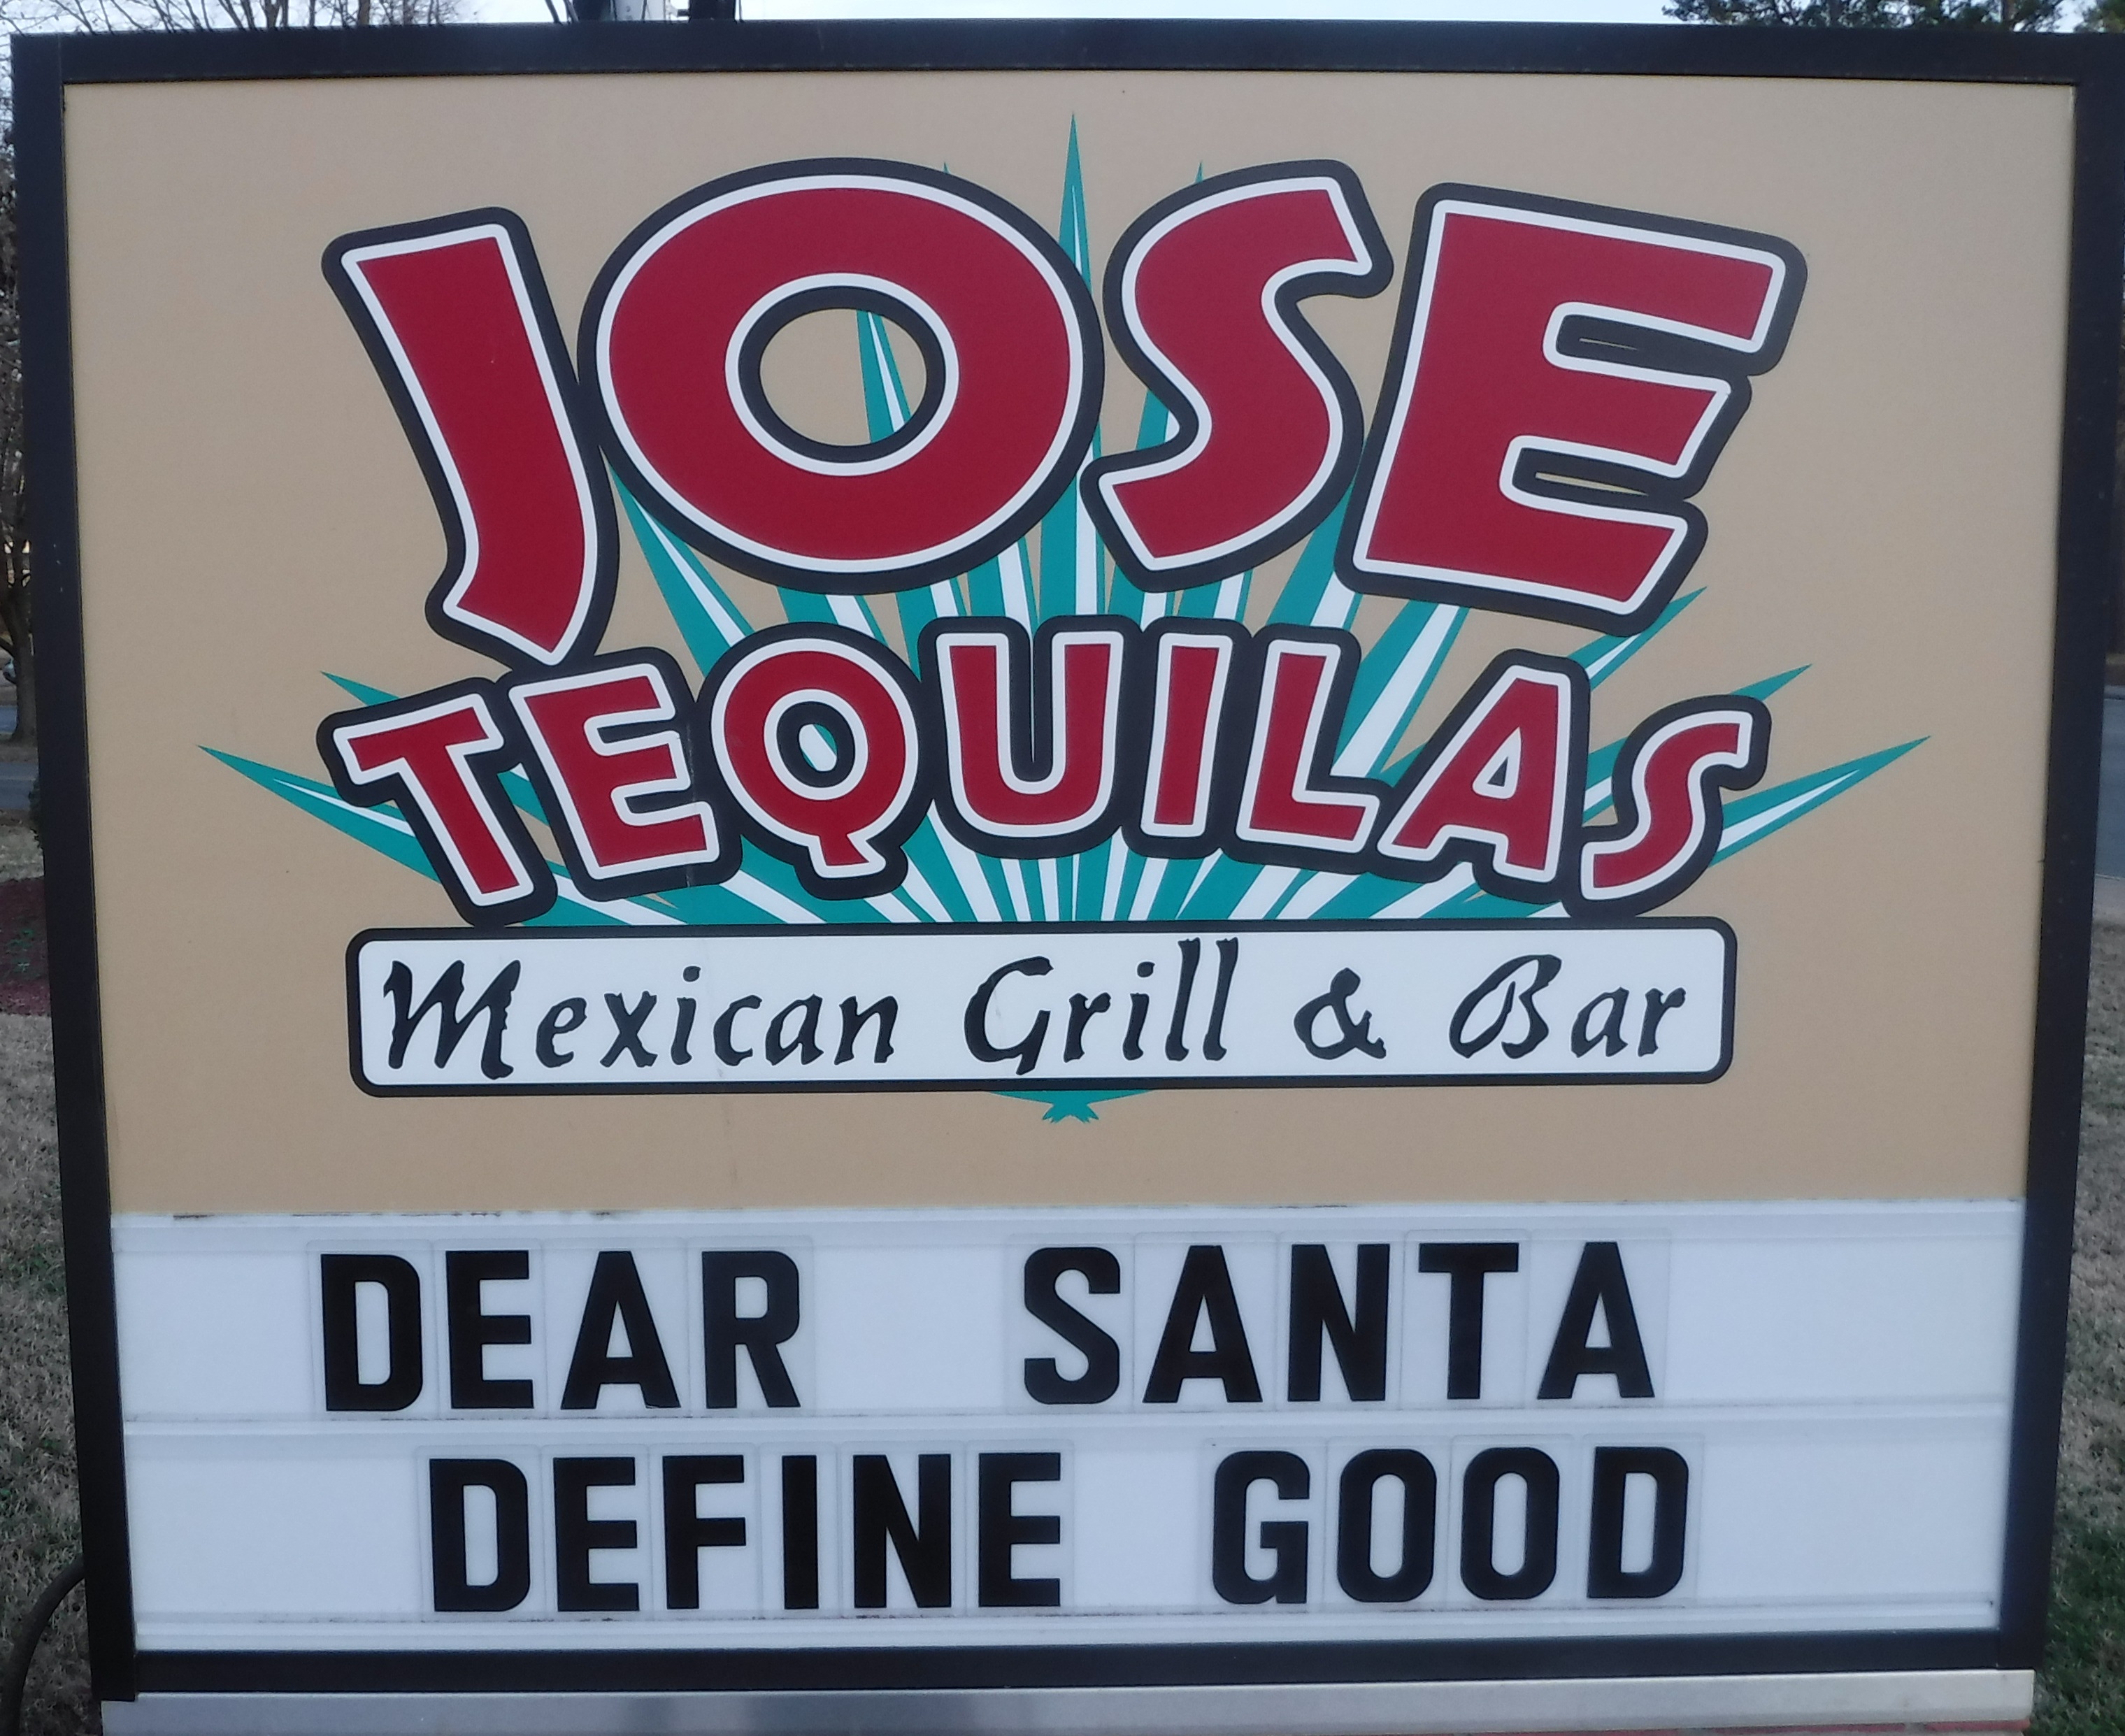 JOSE
TEQUILAS
Mexican Grill & Bar
DEAR SANTA
DEFINE GOOD